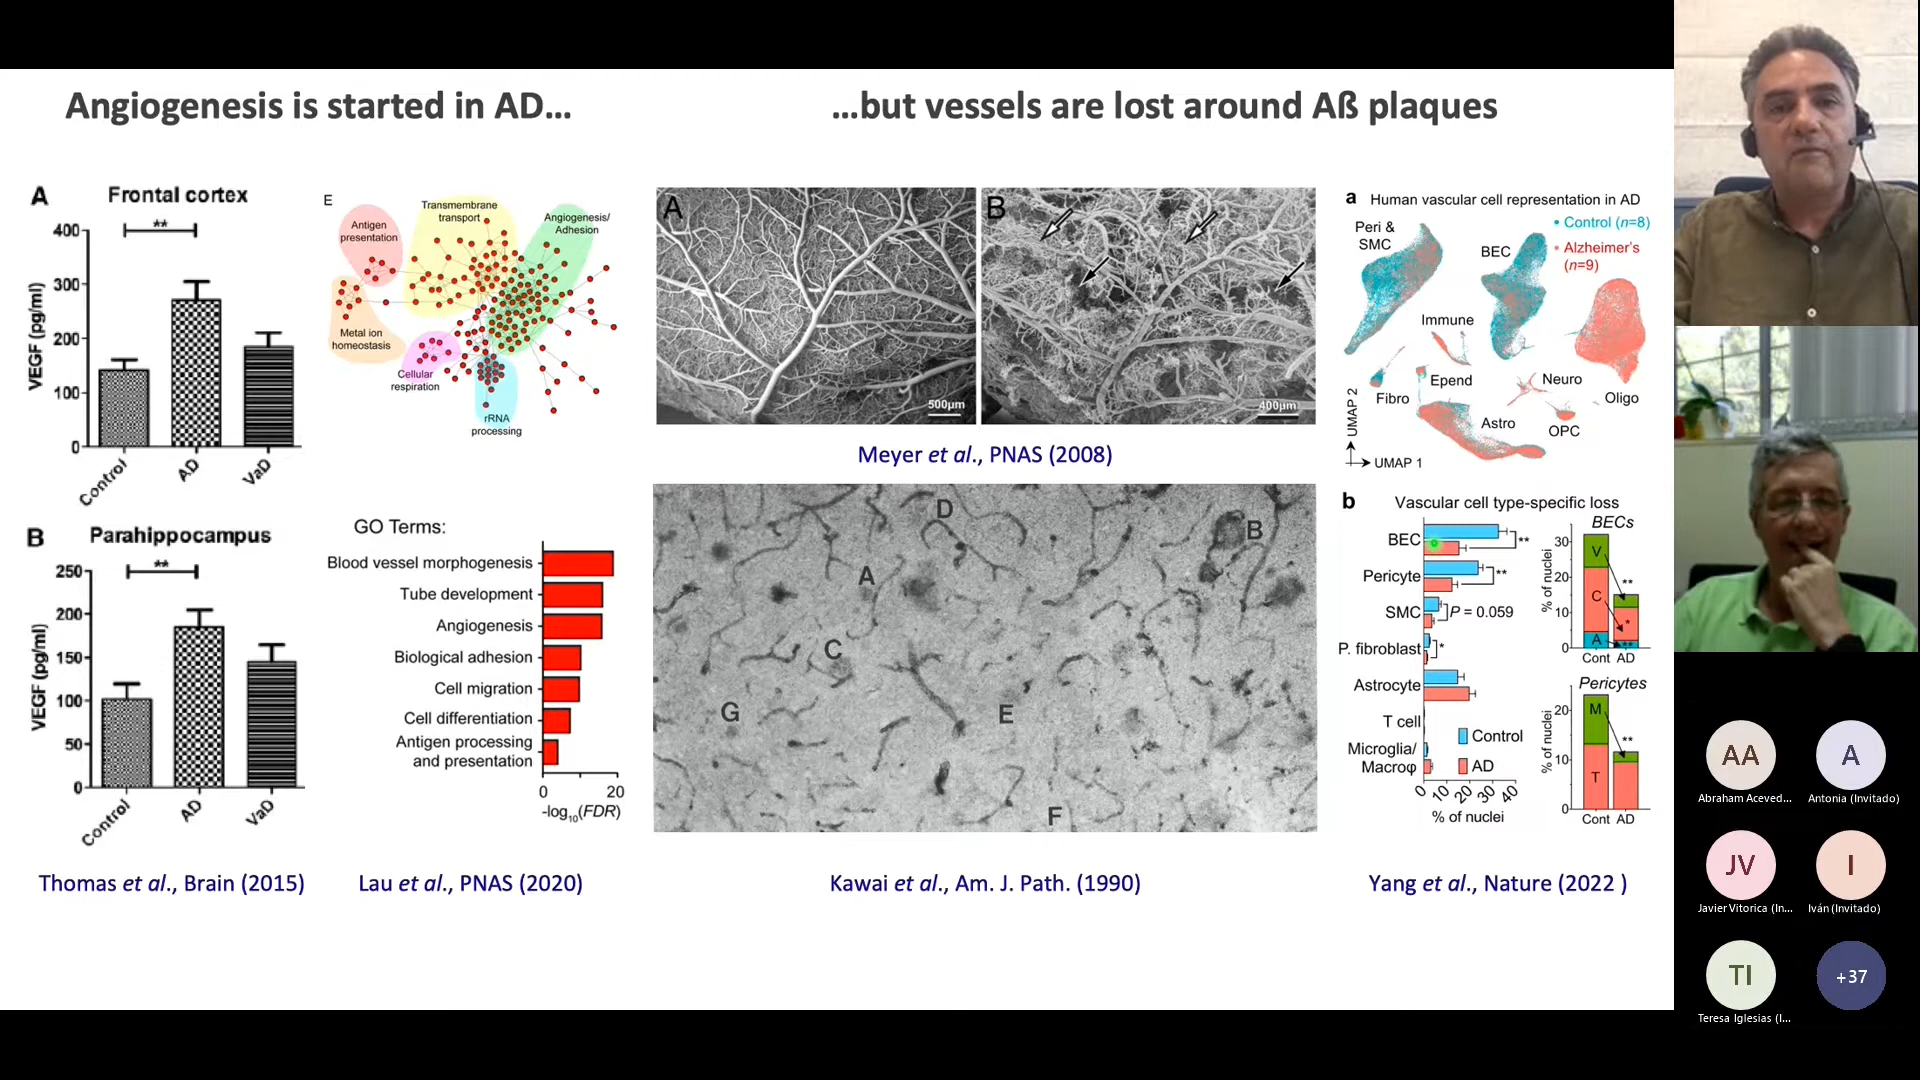 Angiogenesis is started in AD...
...but vessels are lost around Aß plaques
A
Frontal cortex
**
VEGF (pg/ml)
400
300
200
100
0
Control
AD
VaD
B
Parahippocampus
**
VEGF (pg/ml)
250
200
150
100
50
0
Control
AD
VaD
Thomas et al., Brain (2015)
E
Antigen
presentation
Transmembrane
transport
Angiogenesis/
Adhesion
Metal ion
homeostasis
Cellular
respiration
rRNA
processing
GO Terms:
Blood vessel morphogenesis
Tube development
Angiogenesis
Biological adhesion
Cell migration
Cell differentiation
Antigen processing
and presentation
0
20
-log10(FDR)
Lau et al., PNAS (2020)
A
500µm
B
400µm
Meyer et al., PNAS (2008)
D
B
A
C
G
E
F
Kawai et al., Am. J. Path. (1990)
a
Human vascular cell representation in AD
Control (n=8)
Alzheimer's
(n=9)
Peri &
SMC
BEC
Immune
Epend
Neuro
Fibro
Oligo
Astro
OPC
UMAP 2
UMAP 1
b
Vascular cell type-specific loss
BEC
**
Pericyte
**
SMC
P = 0.059
P. fibroblast
*
Astrocyte
T cell
Microglia/
Macroφ
Control
AD
0
10
20
30
40
% of nuclei
BECs
% of nuclei
30
20
10
0
V
C
A
**
*
**
Cont
AD
Pericytes
% of nuclei
20
10
0
M
T
**
Cont
AD
Yang et al., Nature (2022 )
AA
Abraham Aceved...
A
Antonia (Invitado)
JV
Javier Vitorica (In...
I
Iván (Invitado)
TI
Teresa Iglesias (I...
+37